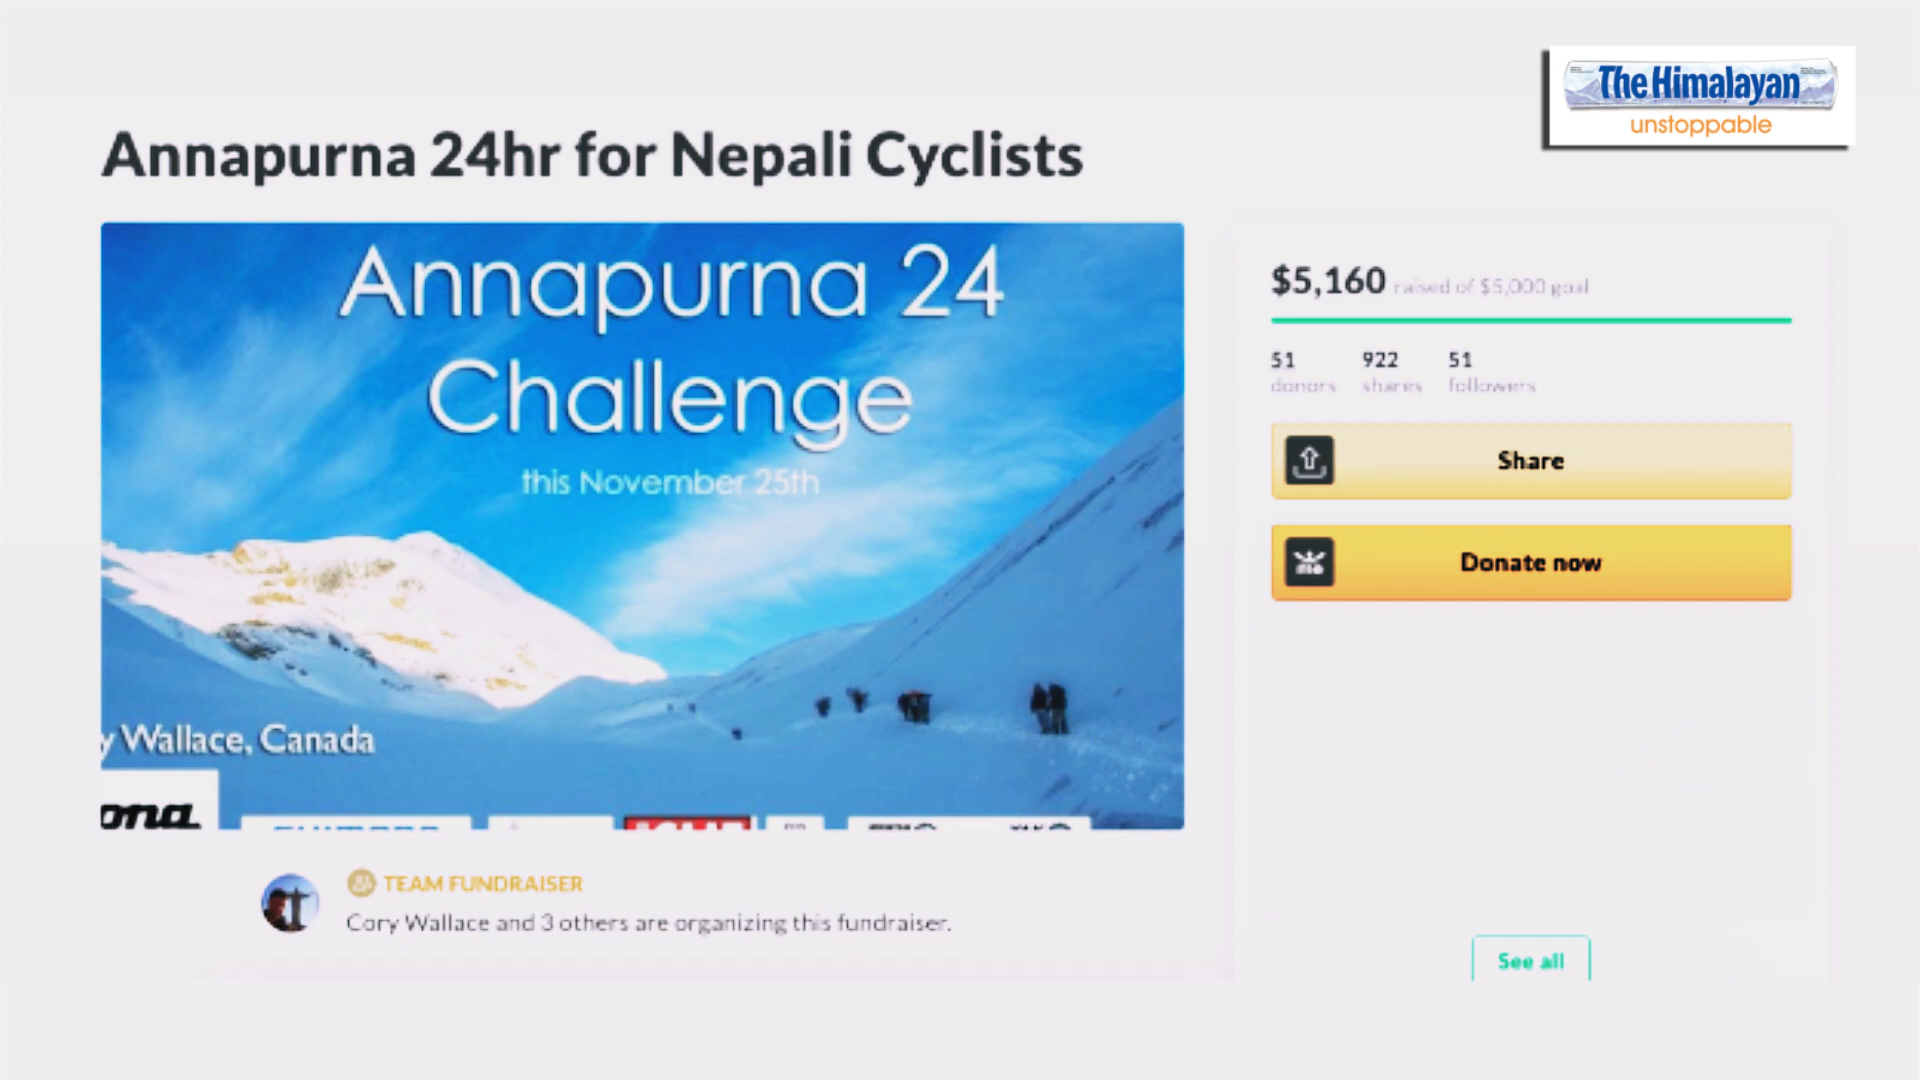 The Himalayan
unstoppable
Annapurna 24hr for Nepali Cyclists
Annapurna 24
Challenge
this November 25th
y Wallace, Canada
ona
$5,160 raised of $5,000 goal
51 922 51
donors shares followers
Share
Donate now
See all
TEAM FUNDRAISER
Cory Wallace and 3 others are organizing this fundraiser.